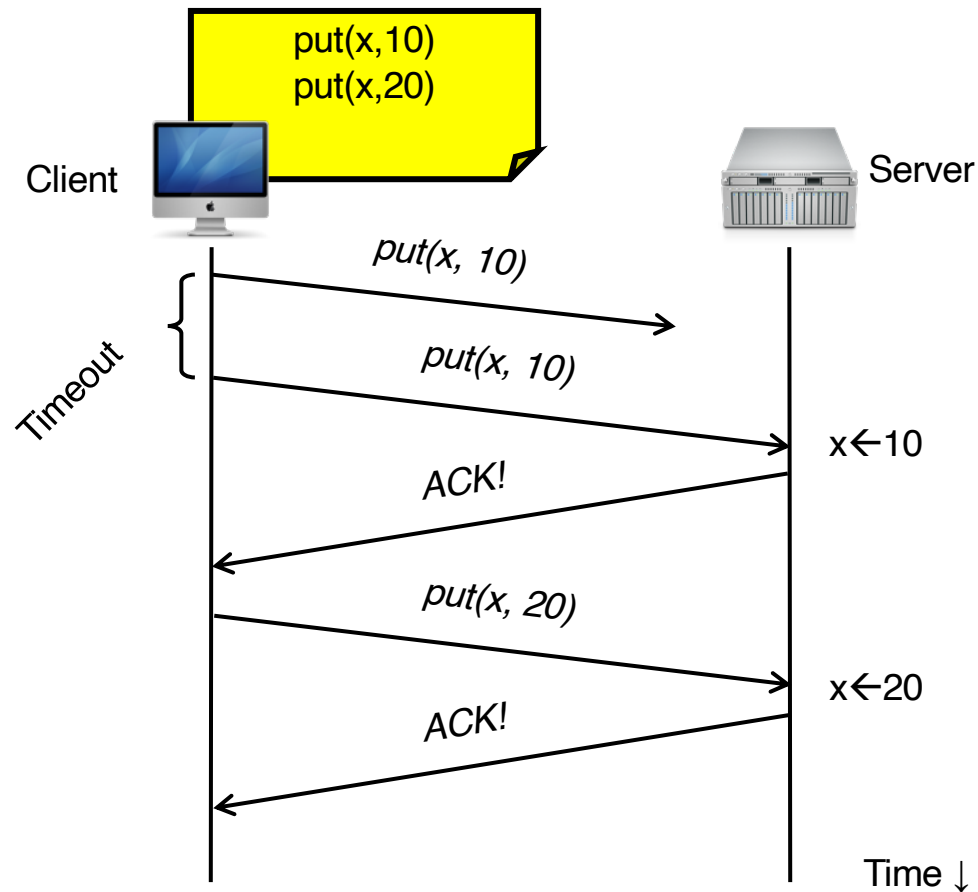 put(x,10)
put(x,20)
Client
Server
put(x, 10)
Timeout
put(x, 10)
x←10
ACK!
put(x, 20)
x←20
ACK!
Time ↓